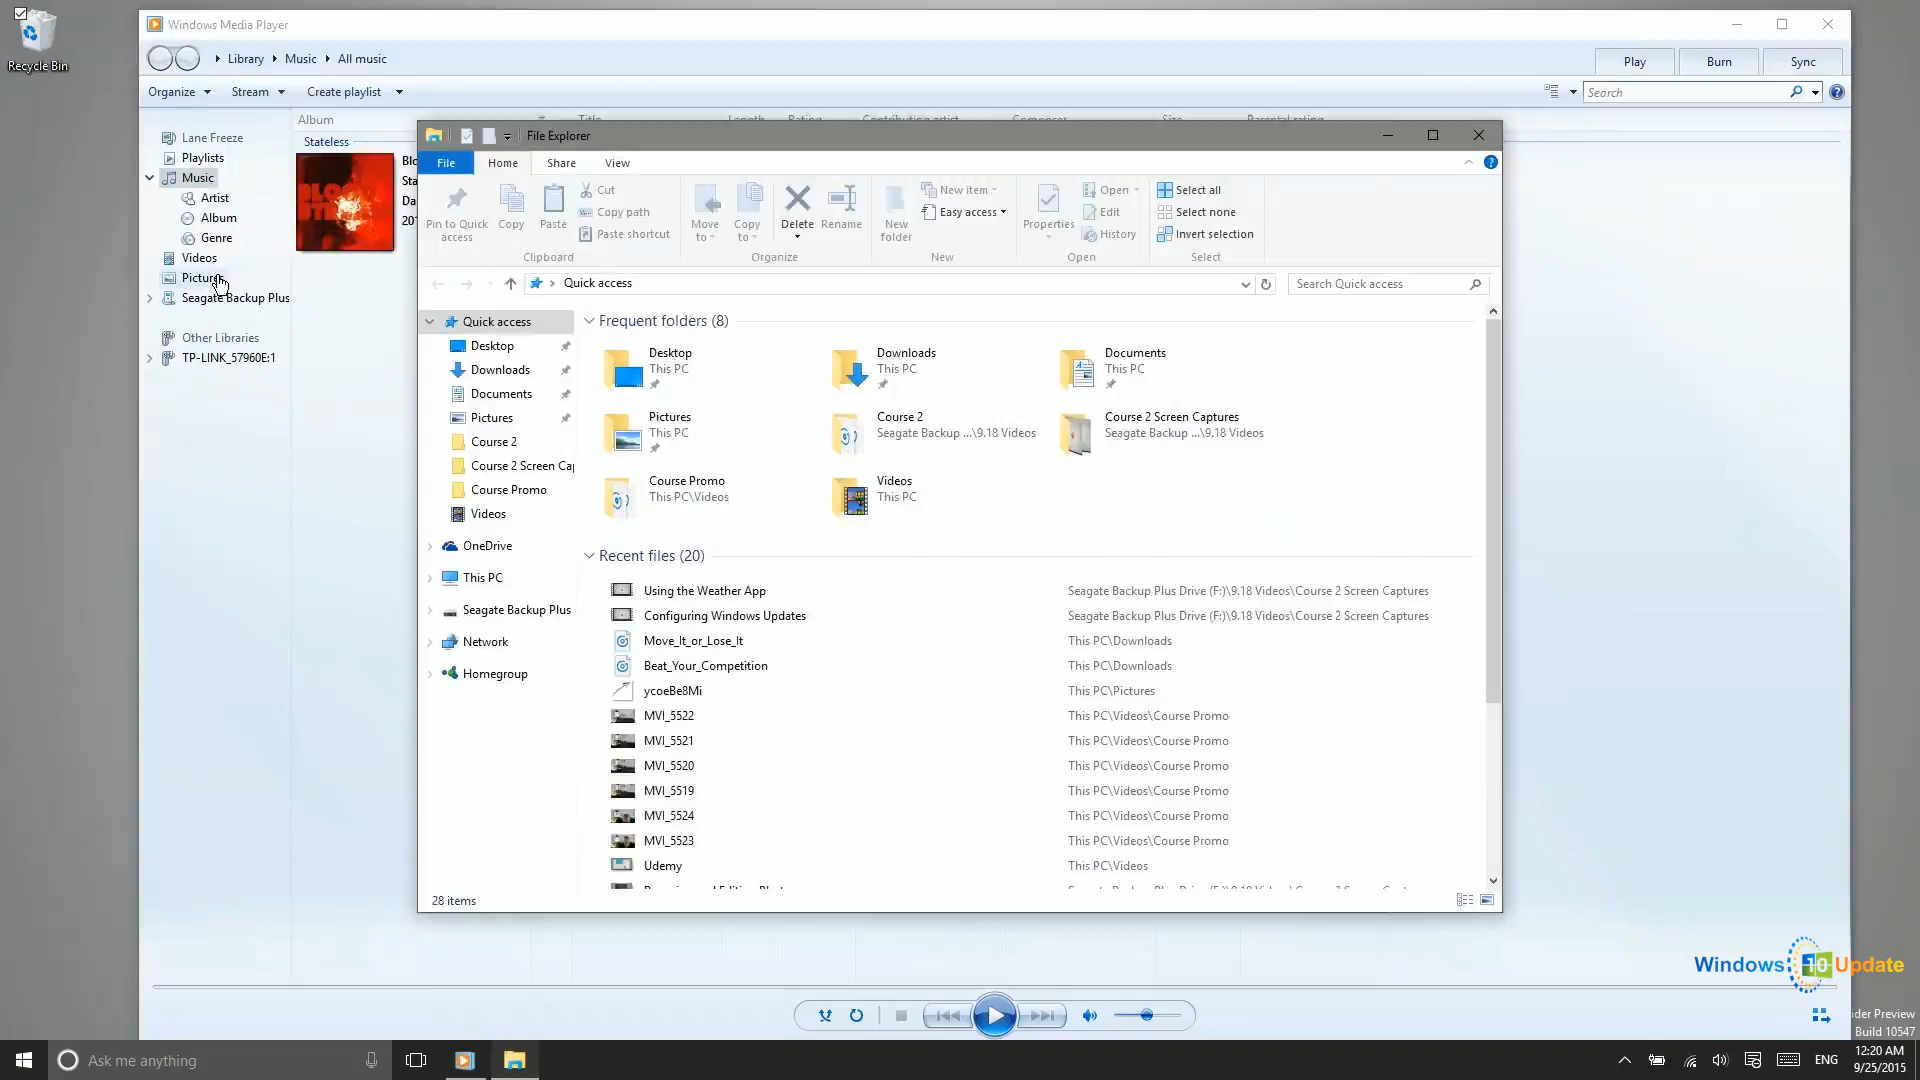 Recycle Bin
Windows Media Player
Library Music All music
Play Burn Sync
Organize Stream Create playlist
Search
Album
Stateless
Lane Freeze
Playlists
Music
Artist
Album
Genre
Videos
Pictures
Seagate Backup Plus
Other Libraries
TP-LINK_57960E:1
File Explorer
File Home Share View
Pin to Quick access
Copy
Paste
Cut
Copy path
Paste shortcut
Clipboard
Move to
Copy to
Delete
Rename
Organize
New folder
New item
Easy access
New
Properties
Open
Edit
History
Open
Select all
Select none
Invert selection
Select
Quick access
Search Quick access
Quick access
Desktop
Downloads
Documents
Pictures
Course 2
Course 2 Screen Cap
Course Promo
Videos
OneDrive
This PC
Seagate Backup Plus
Network
Homegroup
Frequent folders (8)
Desktop
This PC
Downloads
This PC
Documents
This PC
Pictures
This PC
Course 2
Seagate Backup ...\9.18 Videos
Course 2 Screen Captures
Seagate Backup ...\9.18 Videos
Course Promo
This PC\Videos
Videos
This PC
Recent files (20)
Using the Weather App Seagate Backup Plus Drive (F:)\9.18 Videos\Course 2 Screen Captures
Configuring Windows Updates Seagate Backup Plus Drive (F:)\9.18 Videos\Course 2 Screen Captures
Move_It_or_Lose_It This PC\Downloads
Beat_Your_Competition This PC\Downloads
ycoeBe8Mi This PC\Pictures
MVI_5522 This PC\Videos\Course Promo
MVI_5521 This PC\Videos\Course Promo
MVI_5520 This PC\Videos\Course Promo
MVI_5519 This PC\Videos\Course Promo
MVI_5524 This PC\Videos\Course Promo
MVI_5523 This PC\Videos\Course Promo
Udemy This PC\Videos
28 items
Windows 10 Update
ider Preview
Build 10547
Ask me anything
ENG
12:20 AM
9/25/2015